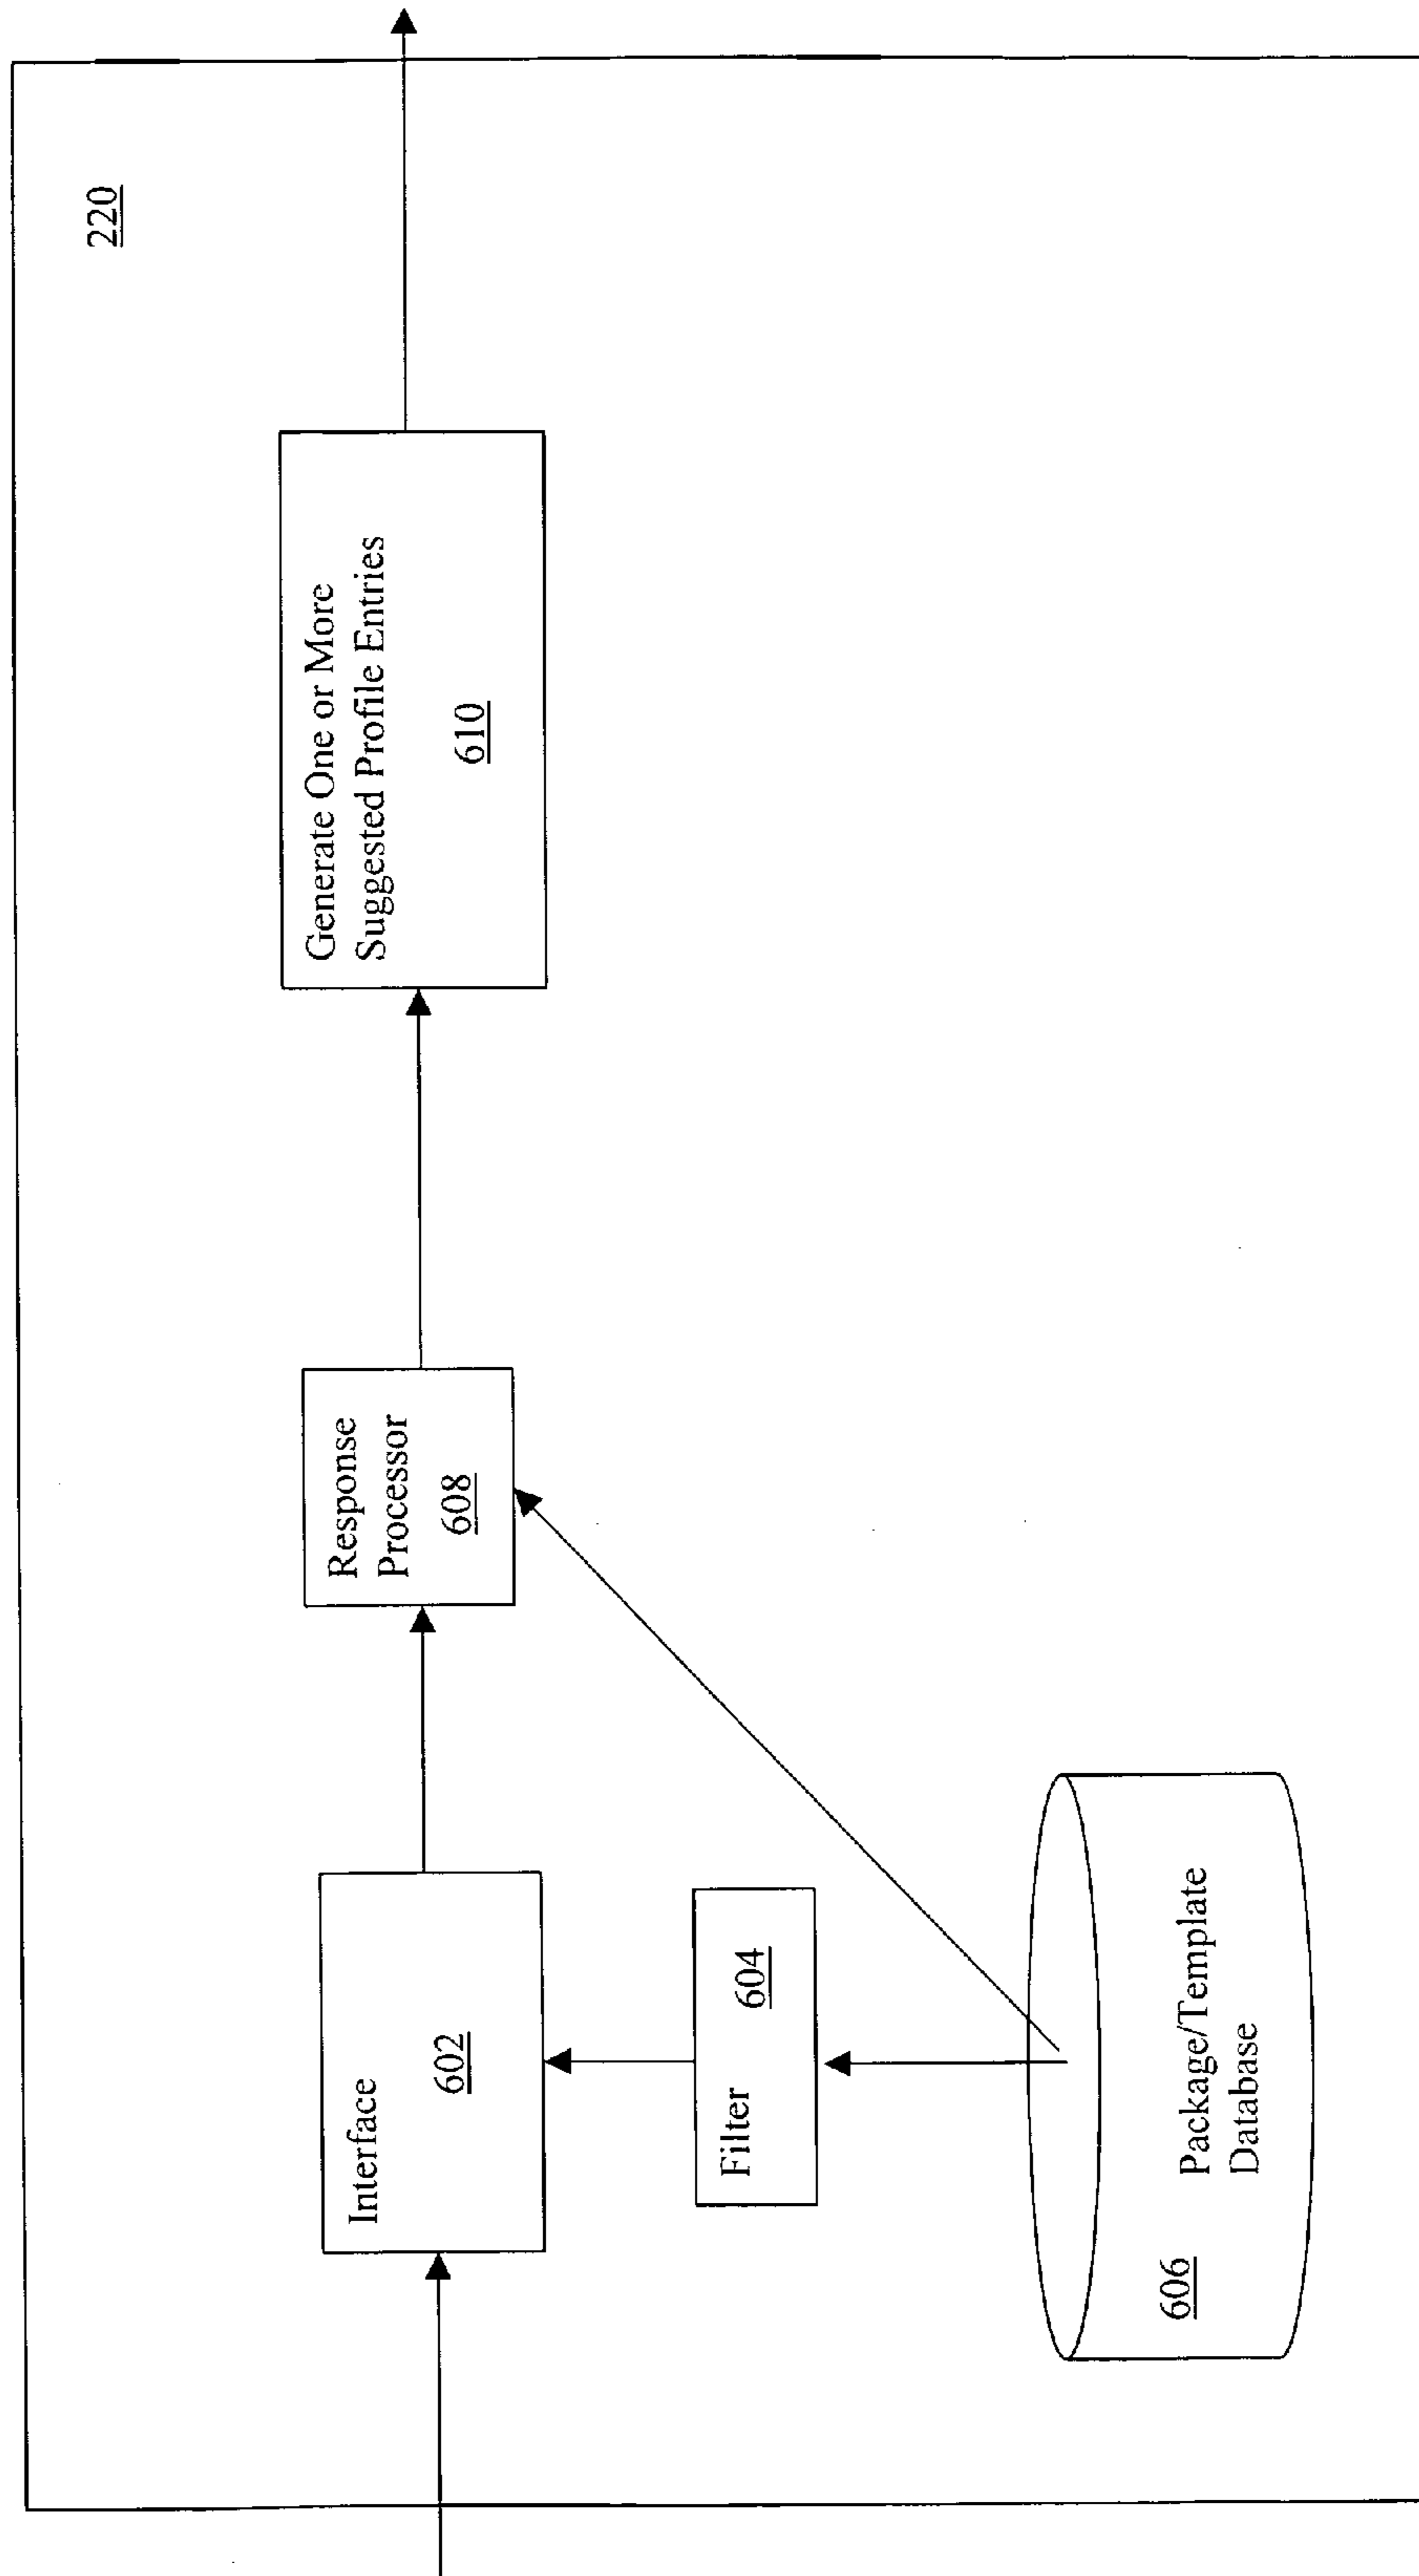 220
Interface
602
Response
Processor
608
Generate One or More
Suggested Profile Entries
610
Filter
604
606
Package/Template
Database